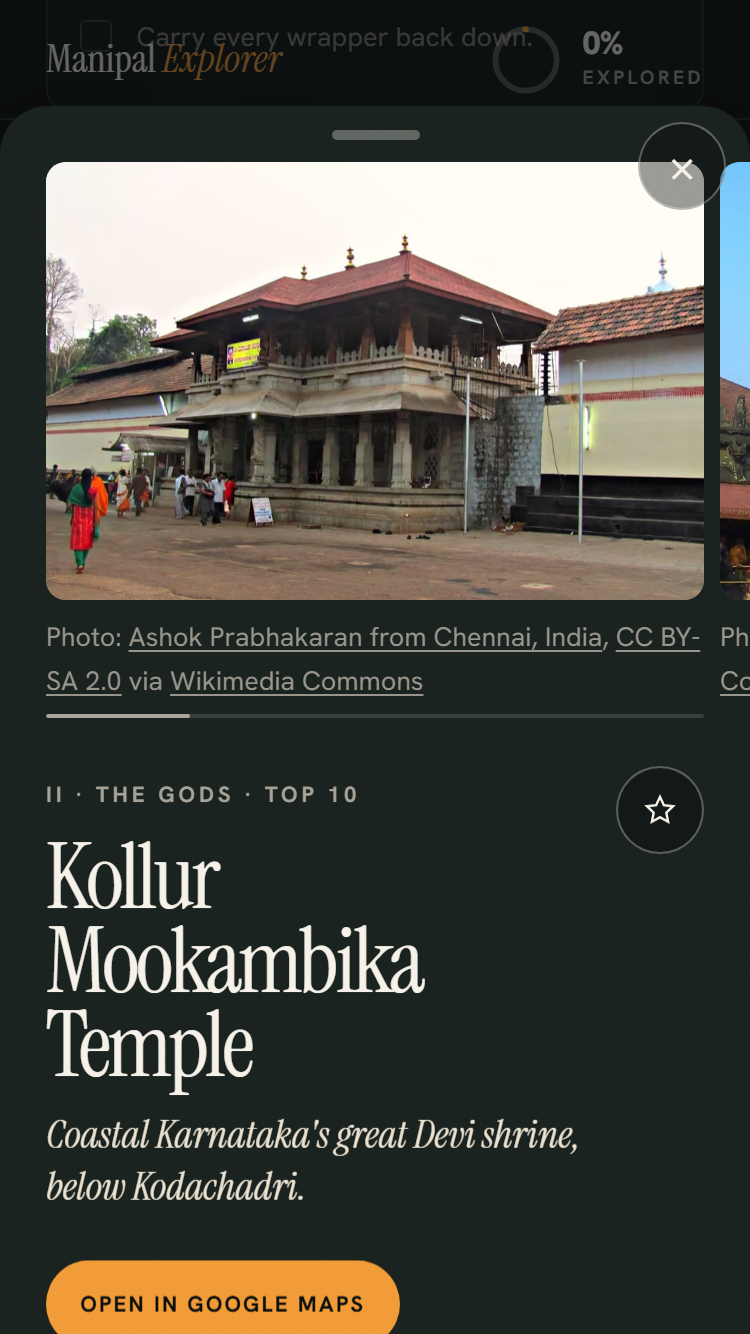 Carry every wrapper back down.
Manipal Explorer
0%
EXPLORED
Photo: Ashok Prabhakaran from Chennai, India, CC BY-
SA 2.0 via Wikimedia Commons
Ph
Co
II · THE GODS · TOP 10
Kollur
Mookambika
Temple
Coastal Karnataka's great Devi shrine,
below Kodachadri.
OPEN IN GOOGLE MAPS